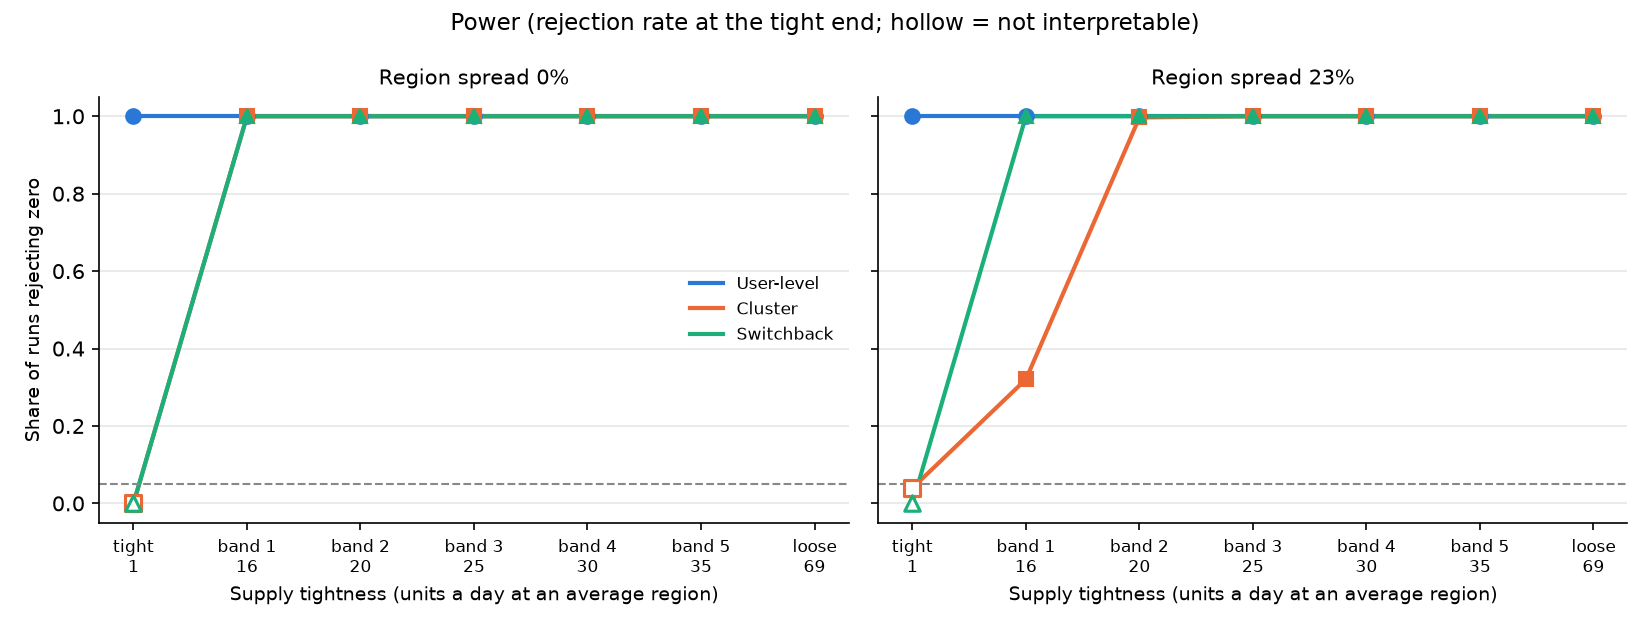 Power (rejection rate at the tight end; hollow = not interpretable)
Region spread 0%
Share of runs rejecting zero
1.0
0.8
0.6
0.4
0.2
0.0
User-level
Cluster
Switchback
tight band 1 band 2 band 3 band 4 band 5 loose
1 16 20 25 30 35 69
Supply tightness (units a day at an average region)
Region spread 23%
tight band 1 band 2 band 3 band 4 band 5 loose
1 16 20 25 30 35 69
Supply tightness (units a day at an average region)